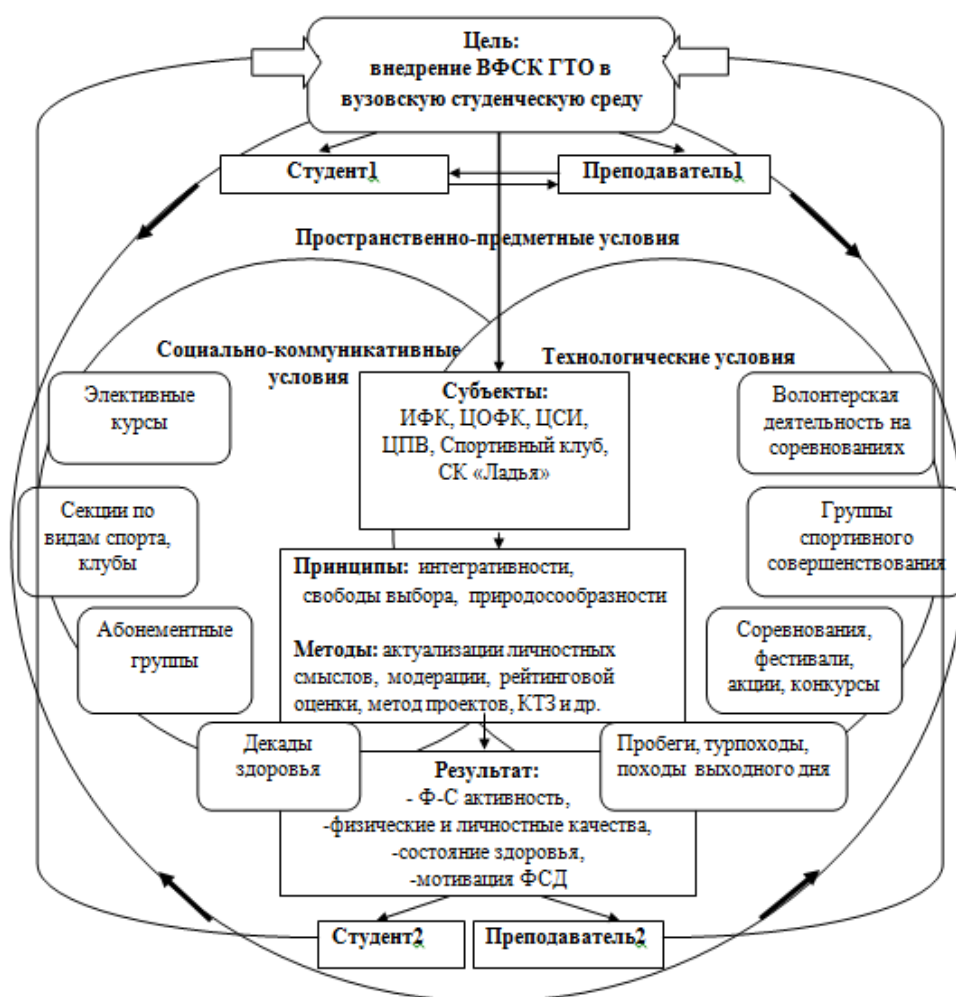 Цель:
внедрение ВФСК ГТО в
вузовскую студенческую среду
Студент1
Преподаватель1
Пространственно-предметные условия
Социально-коммуникативные
условия
Технологические условия
Элективные
курсы
Субъекты:
ИФК, ЦОФК, ЦСИ,
ЦПВ, Спортивный клуб,
СК «Ладья»
Волонтерская
деятельность на
соревнованиях
Секции по
видам спорта,
клубы
Группы
спортивного
совершенствования
Принципы: интегративности,
свободы выбора, природосообразности
Методы: актуализации личностных
смыслов, модерации, рейтинговой
оценки, метод проектов, КТЗ и др.
Абонементные
группы
Соревнования,
фестивали,
акции, конкурсы
Декады
здоровья
Пробеги, турпоходы,
походы выходного дня
Результат:
- Ф-С активность,
-физические и личностные качества,
-состояние здоровья,
-мотивация ФСД
Студент2
Преподаватель2